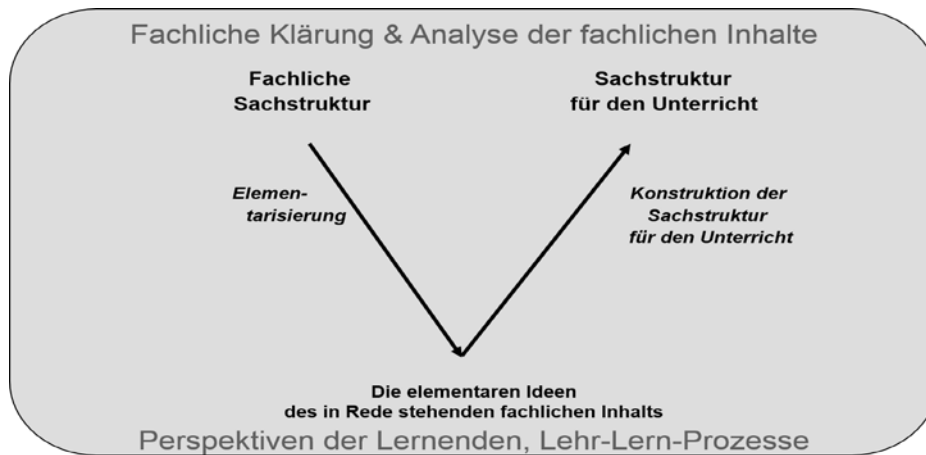 Fachliche Klärung & Analyse der fachlichen Inhalte
Fachliche
Sachstruktur
Sachstruktur
für den Unterricht
Elemen-
tarisierung
Konstruktion der
Sachstruktur
für den Unterricht
Die elementaren Ideen
des in Rede stehenden fachlichen Inhalts
Perspektiven der Lernenden, Lehr-Lern-Prozesse